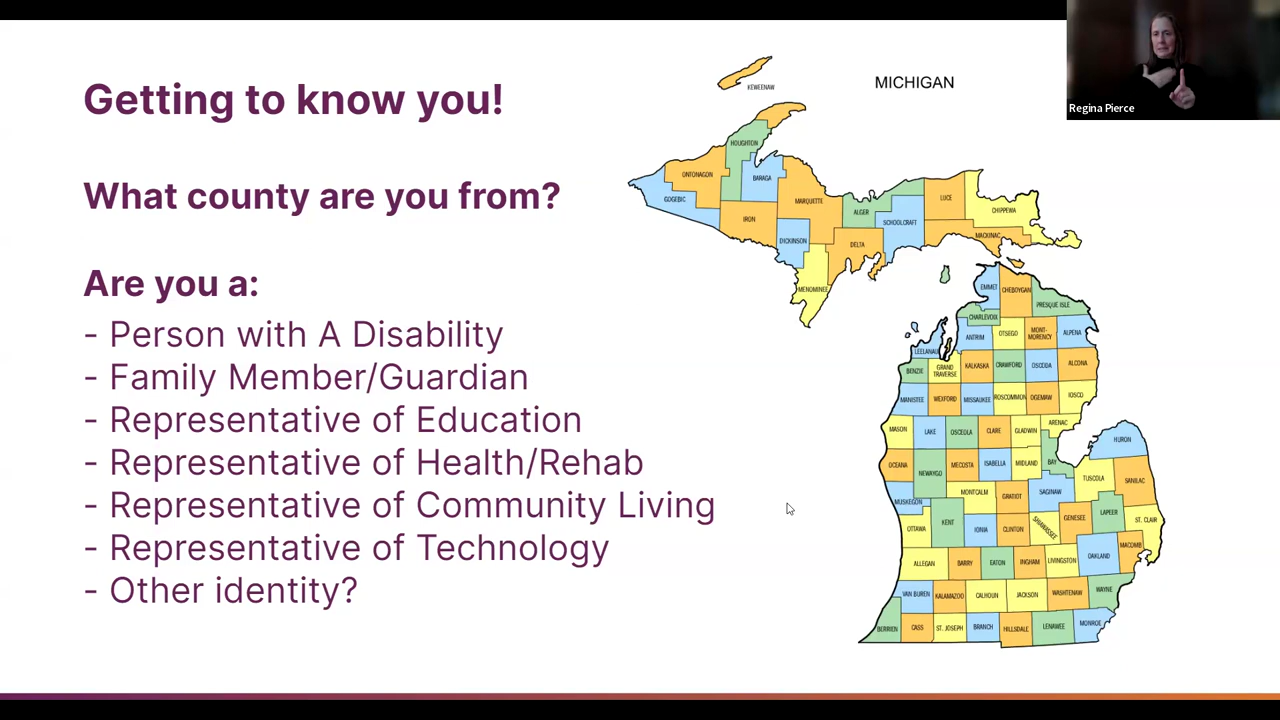 Getting to know you!
What county are you from?
Are you a:
- Person with A Disability
- Family Member/Guardian
- Representative of Education
- Representative of Health/Rehab
- Representative of Community Living
- Representative of Technology
- Other identity?
MICHIGAN
Regina Pierce
KEWEENAW
HOUGHTON
ONTONAGON
BARAGA
GOGEBIC
MARQUETTE
IRON
ALGER
LUCE
CHIPPEWA
SCHOOLCRAFT
DICKINSON
DELTA
MACKINAC
MENOMINEE
EMMET
CHEBOYGAN
PRESQUE ISLE
CHARLEVOIX
ANTRIM
OTSEGO
MONT-
MORENCY
ALPENA
LEELANAU
BENZIE
GRAND
TRAVERSE
KALKASKA
CRAWFORD
OSCODA
ALCONA
MANISTEE
WEXFORD
MISSAUKEE
ROSCOMMON
OGEMAW
IOSCO
MASON
LAKE
OSCEOLA
CLARE
GLADWIN
ARENAC
HURON
OCEANA
NEWAYGO
MECOSTA
ISABELLA
MIDLAND
BAY
TUSCOLA
SANILAC
MUSKEGON
MONTCALM
GRATIOT
SAGINAW
OTTAWA
KENT
IONIA
CLINTON
SHIAWASSEE
GENESEE
LAPEER
ST. CLAIR
ALLEGAN
BARRY
EATON
INGHAM
LIVINGSTON
OAKLAND
MACOMB
VAN BUREN
KALAMAZOO
CALHOUN
JACKSON
WASHTENAW
WAYNE
BERRIEN
CASS
ST. JOSEPH
BRANCH
HILLSDALE
LENAWEE
MONROE